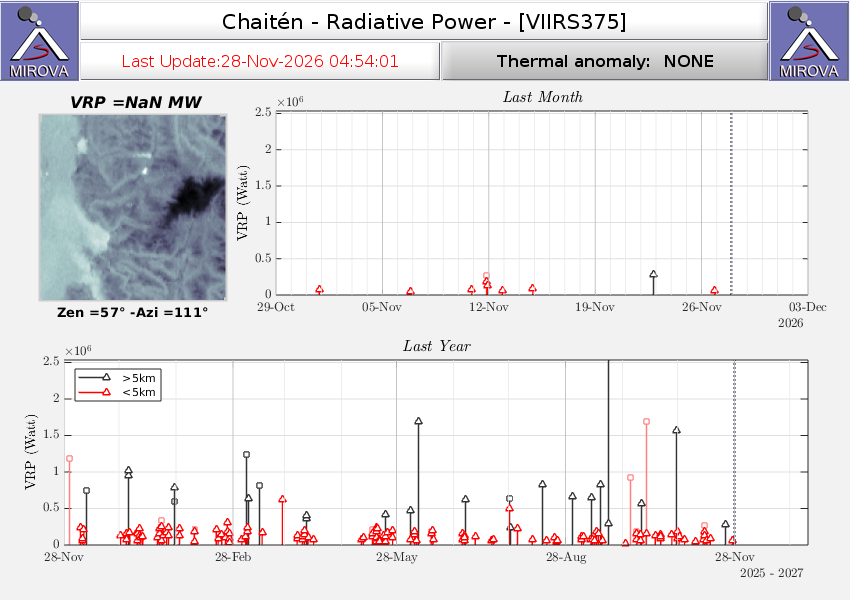 MIROVA
Chaitén - Radiative Power - [VIIRS375]
MIROVA
Last Update:28-Nov-2026 04:54:01
Thermal anomaly: NONE
VRP =NaN MW
Zen =57° -Azi =111°
Last Month
×10⁶
VRP (Watt)
2.5
2
1.5
1
0.5
0
29-Oct 05-Nov 12-Nov 19-Nov 26-Nov 03-Dec
2026
Last Year
×10⁶
VRP (Watt)
2.5
2
1.5
1
0.5
0
>5km
<5km
28-Nov 28-Feb 28-May 28-Aug 28-Nov
2025 - 2027